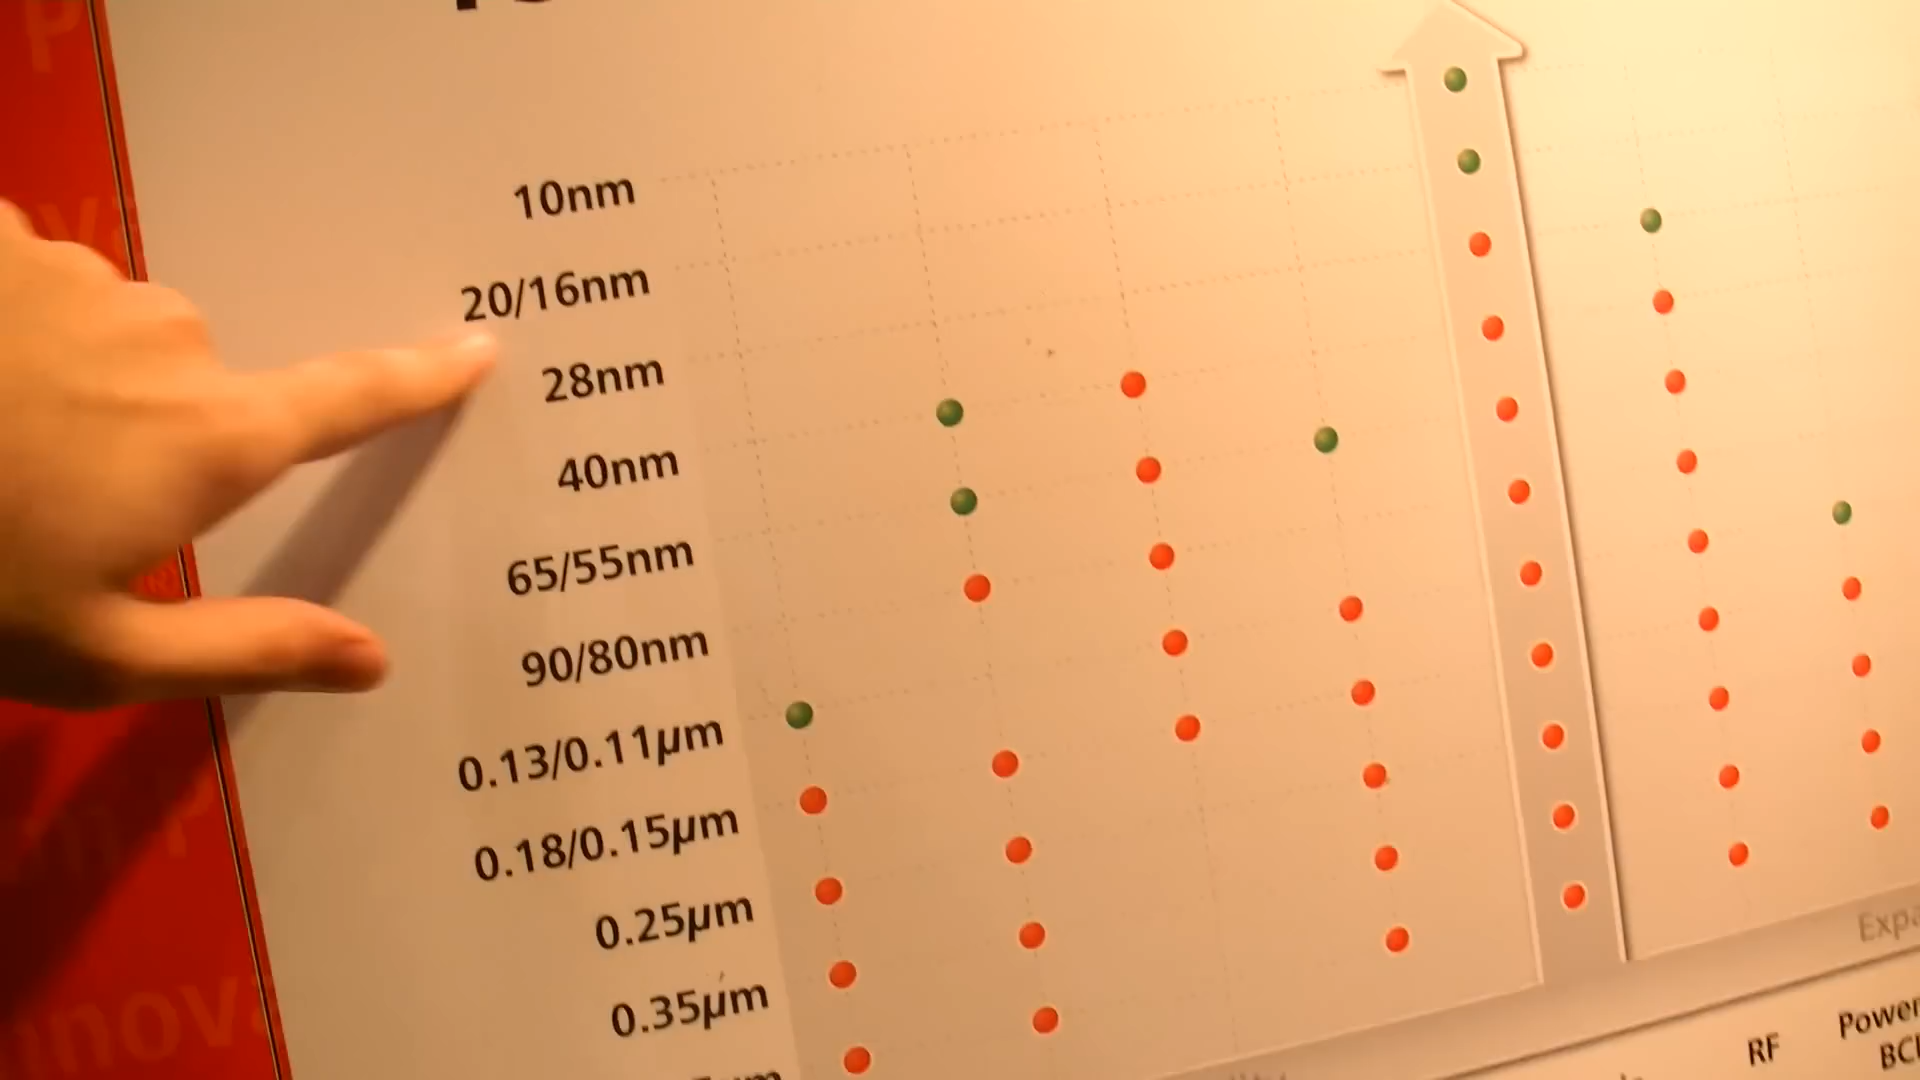 10nm
20/16nm
28nm
40nm
65/55nm
90/80nm
0.13/0.11μm
0.18/0.15μm
0.25μm
0.35μm
RF
Power